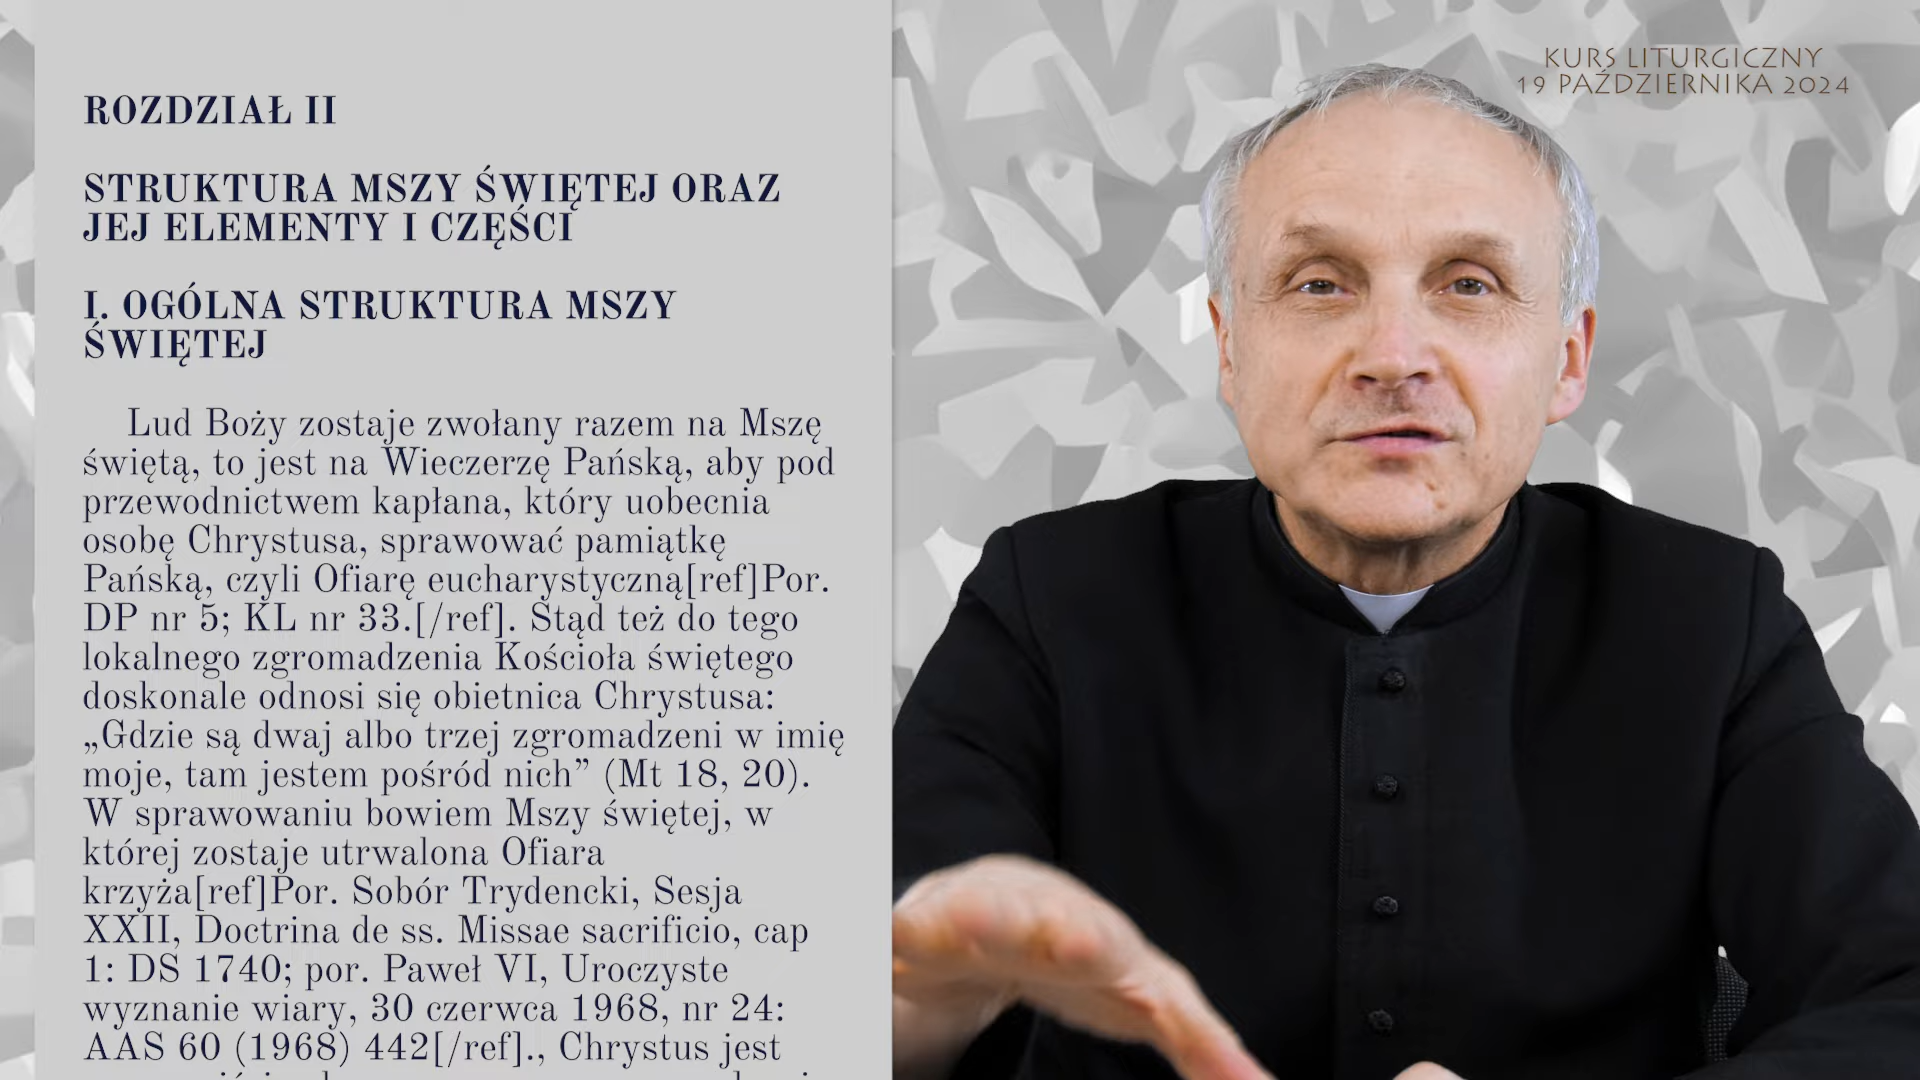 KURS LITURGICZNY
19 PAŹDZIERNIKA 2024
ROZDZIAŁ II
STRUKTURA MSZY ŚWIĘTEJ ORAZ
JEJ ELEMENTY I CZĘŚCI
I. OGÓLNA STRUKTURA MSZY
ŚWIĘTEJ
Lud Boży zostaje zwołany razem na Mszę
świętą, to jest na Wieczerzę Pańską, aby pod
przewodnictwem kapłana, który uobecnia
osobę Chrystusa, sprawować pamiątkę
Pańską, czyli Ofiarę eucharystyczną[ref]Por.
DP nr 5; KL nr 33.[/ref]. Stąd też do tego
lokalnego zgromadzenia Kościoła świętego
doskonale odnosi się obietnica Chrystusa:
„Gdzie są dwaj albo trzej zgromadzeni w imię
moje, tam jestem pośród nich” (Mt 18, 20).
W sprawowaniu bowiem Mszy świętej, w
której zostaje utrwalona Ofiara
krzyża[ref]Por. Sobór Trydencki, Sesja
XXII, Doctrina de ss. Missae sacrificio, cap
1: DS 1740; por. Paweł VI, Uroczyste
wyznanie wiary, 30 czerwca 1968, nr 24:
AAS 60 (1968) 442[/ref]., Chrystus jest